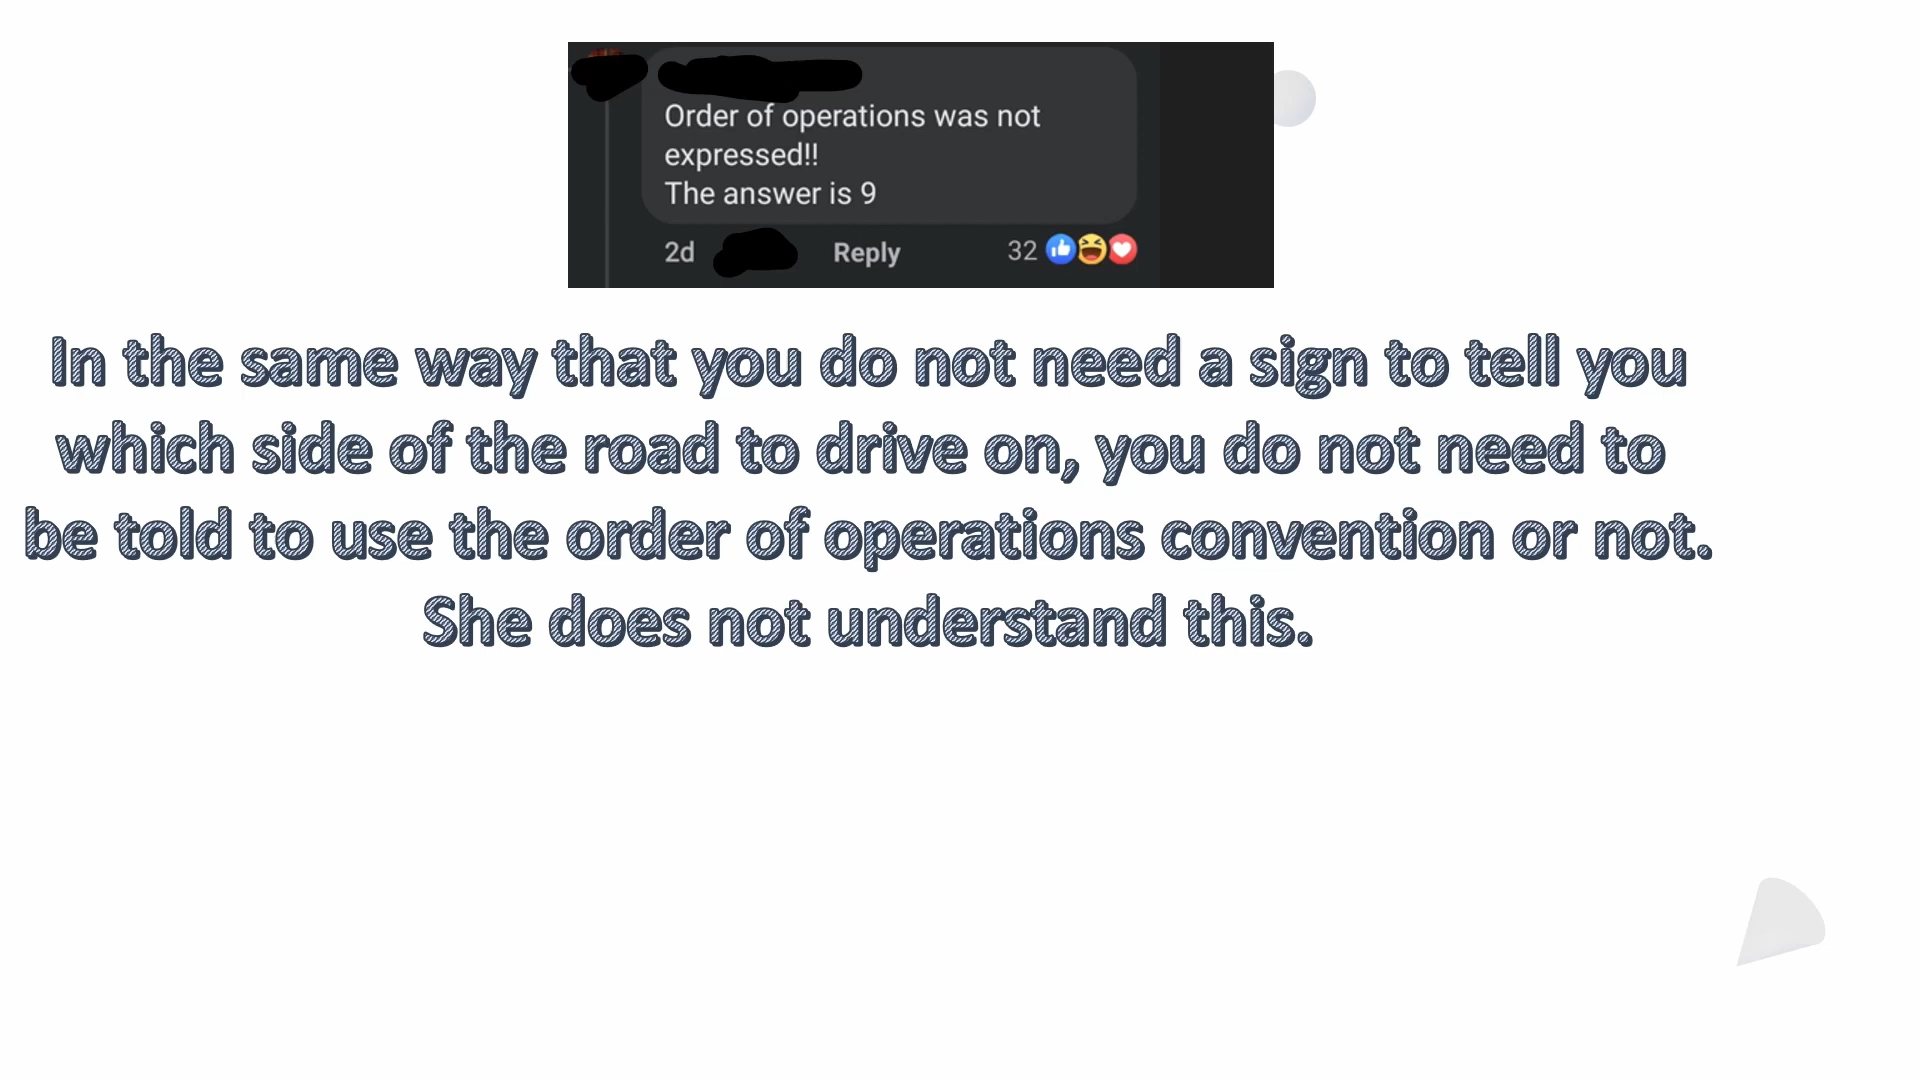 Order of operations was not
expressed!!
The answer is 9
2d Reply 32
In the same way that you do not need a sign to tell you
which side of the road to drive on, you do not need to
be told to use the order of operations convention or not.
She does not understand this.